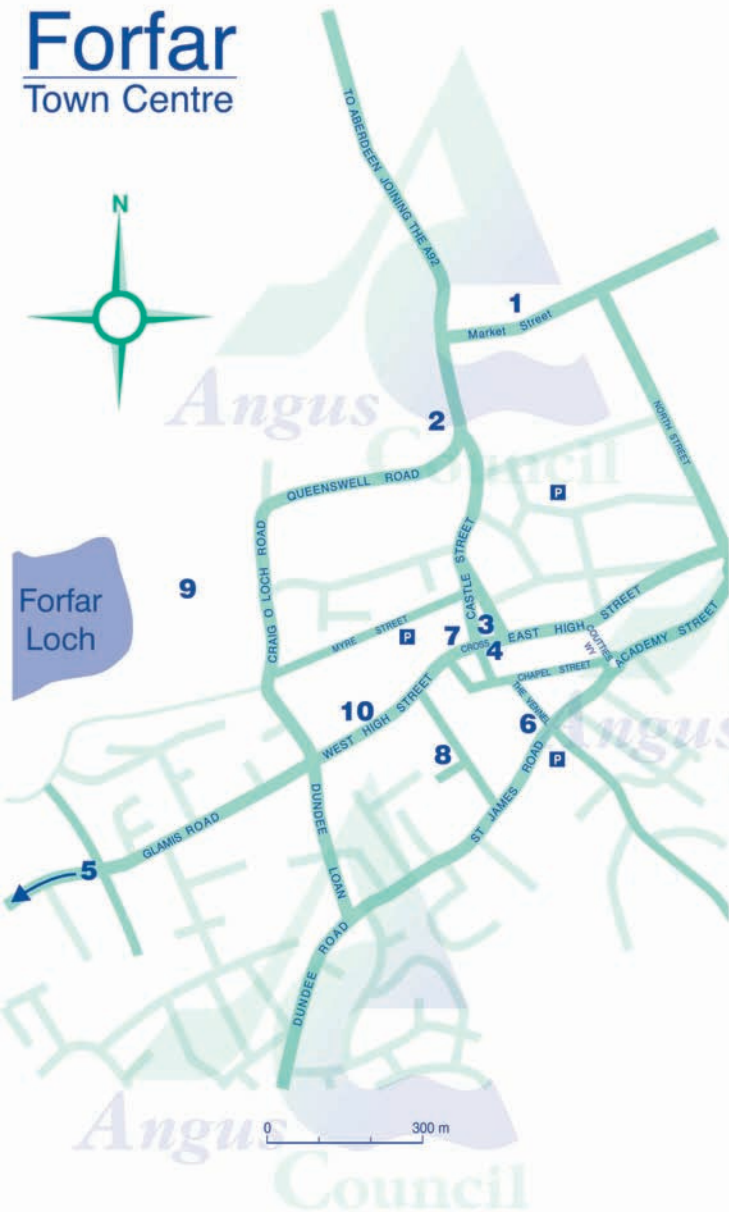 Forfar
Town Centre
N
TO ABERDEEN JOINING THE A92
1
Market Street
Angus
Council
2
NORTH STREET
QUEENSWELL ROAD
P
CASTLE STREET
CRAIG O LOCH ROAD
9
Forfar
Loch
MYRE STREET
P
7
CROSS
3
4
EAST HIGH STREET
COUTTIES WY
ACADEMY STREET
CHAPEL STREET
THE VENNEL
10
WEST HIGH STREET
6
Angus
8
P
ST JAMES ROAD
DUNDEE LOAN
GLAMIS ROAD
5
DUNDEE ROAD
Angus
Council
0 300 m